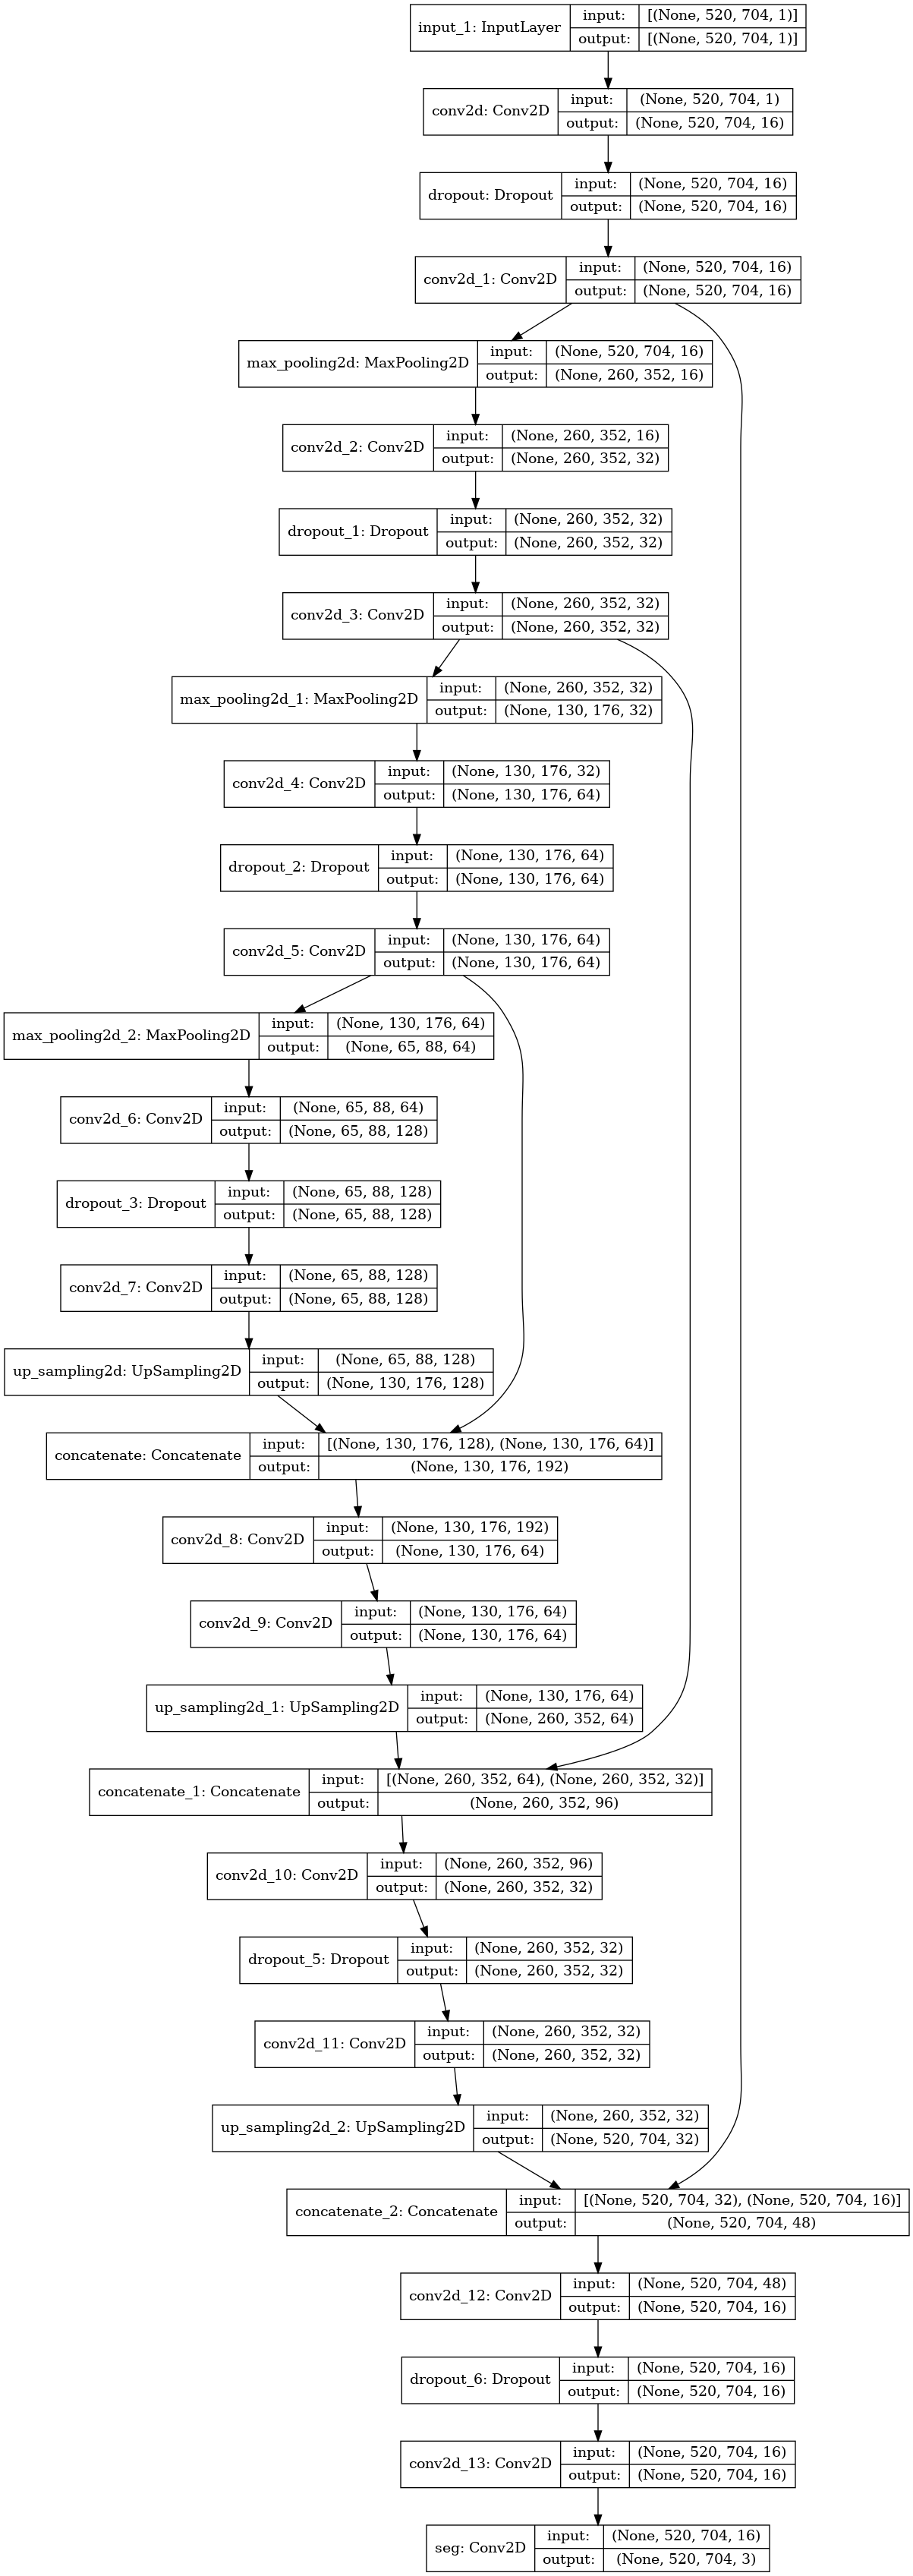 input_1: InputLayer
input: [(None, 520, 704, 1)]
output: [(None, 520, 704, 1)]
conv2d: Conv2D
input: (None, 520, 704, 1)
output: (None, 520, 704, 16)
dropout: Dropout
input: (None, 520, 704, 16)
output: (None, 520, 704, 16)
conv2d_1: Conv2D
input: (None, 520, 704, 16)
output: (None, 520, 704, 16)
max_pooling2d: MaxPooling2D
input: (None, 520, 704, 16)
output: (None, 260, 352, 16)
conv2d_2: Conv2D
input: (None, 260, 352, 16)
output: (None, 260, 352, 32)
dropout_1: Dropout
input: (None, 260, 352, 32)
output: (None, 260, 352, 32)
conv2d_3: Conv2D
input: (None, 260, 352, 32)
output: (None, 260, 352, 32)
max_pooling2d_1: MaxPooling2D
input: (None, 260, 352, 32)
output: (None, 130, 176, 32)
conv2d_4: Conv2D
input: (None, 130, 176, 32)
output: (None, 130, 176, 64)
dropout_2: Dropout
input: (None, 130, 176, 64)
output: (None, 130, 176, 64)
conv2d_5: Conv2D
input: (None, 130, 176, 64)
output: (None, 130, 176, 64)
max_pooling2d_2: MaxPooling2D
input: (None, 130, 176, 64)
output: (None, 65, 88, 64)
conv2d_6: Conv2D
input: (None, 65, 88, 64)
output: (None, 65, 88, 128)
dropout_3: Dropout
input: (None, 65, 88, 128)
output: (None, 65, 88, 128)
conv2d_7: Conv2D
input: (None, 65, 88, 128)
output: (None, 65, 88, 128)
up_sampling2d: UpSampling2D
input: (None, 65, 88, 128)
output: (None, 130, 176, 128)
concatenate: Concatenate
input: [(None, 130, 176, 128), (None, 130, 176, 64)]
output: (None, 130, 176, 192)
conv2d_8: Conv2D
input: (None, 130, 176, 192)
output: (None, 130, 176, 64)
conv2d_9: Conv2D
input: (None, 130, 176, 64)
output: (None, 130, 176, 64)
up_sampling2d_1: UpSampling2D
input: (None, 130, 176, 64)
output: (None, 260, 352, 64)
concatenate_1: Concatenate
input: [(None, 260, 352, 64), (None, 260, 352, 32)]
output: (None, 260, 352, 96)
conv2d_10: Conv2D
input: (None, 260, 352, 96)
output: (None, 260, 352, 32)
dropout_5: Dropout
input: (None, 260, 352, 32)
output: (None, 260, 352, 32)
conv2d_11: Conv2D
input: (None, 260, 352, 32)
output: (None, 260, 352, 32)
up_sampling2d_2: UpSampling2D
input: (None, 260, 352, 32)
output: (None, 520, 704, 32)
concatenate_2: Concatenate
input: [(None, 520, 704, 32), (None, 520, 704, 16)]
output: (None, 520, 704, 48)
conv2d_12: Conv2D
input: (None, 520, 704, 48)
output: (None, 520, 704, 16)
dropout_6: Dropout
input: (None, 520, 704, 16)
output: (None, 520, 704, 16)
conv2d_13: Conv2D
input: (None, 520, 704, 16)
output: (None, 520, 704, 16)
seg: Conv2D
input: (None, 520, 704, 16)
output: (None, 520, 704, 3)